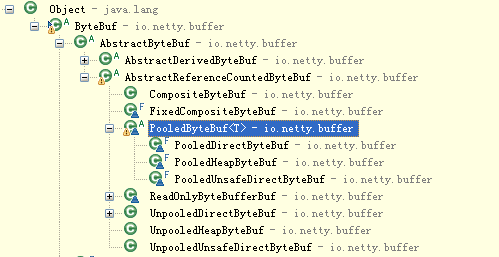 Object - java.lang
ByteBuf - io.netty.buffer
AbstractByteBuf - io.netty.buffer
AbstractDerivedByteBuf - io.netty.buffer
AbstractReferenceCountedByteBuf - io.netty.buffer
CompositeByteBuf - io.netty.buffer
FixedCompositeByteBuf - io.netty.buffer
PooledByteBuf<T> - io.netty.buffer
PooledDirectByteBuf - io.netty.buffer
PooledHeapByteBuf - io.netty.buffer
PooledUnsafeDirectByteBuf - io.netty.buffer
ReadOnlyByteBufferBuf - io.netty.buffer
UnpooledDirectByteBuf - io.netty.buffer
UnpooledHeapByteBuf - io.netty.buffer
UnpooledUnsafeDirectByteBuf - io.netty.buffer